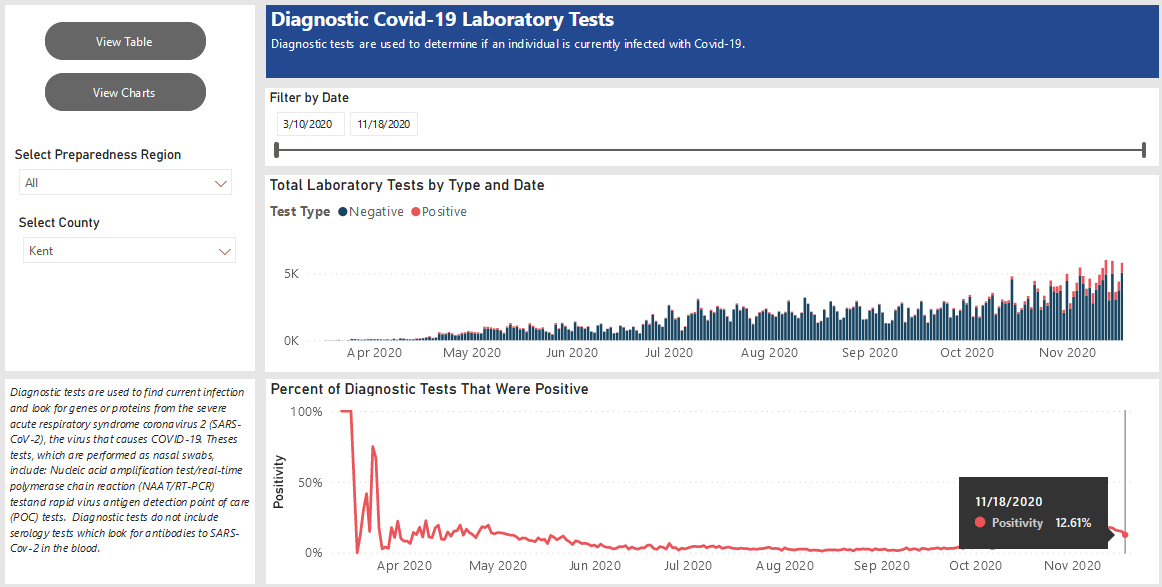 View Table
View Charts
Select Preparedness Region
All
Select County
Kent
Diagnostic tests are used to find current infection
and look for genes or proteins from the severe
acute respiratory syndrome coronavirus 2 (SARS-
CoV-2), the virus that causes COVID-19. Theses
tests, which are performed as nasal swabs,
include: Nucleic acid amplification test/real-time
polymerase chain reaction (NAAT/RT-PCR)
testand rapid virus antigen detection point of care
(POC) tests. Diagnostic tests do not include
serology tests which look for antibodies to SARS-
Cov-2 in the blood.
Diagnostic Covid-19 Laboratory Tests
Diagnostic tests are used to determine if an individual is currently infected with Covid-19.
Filter by Date
3/10/2020 11/18/2020
Total Laboratory Tests by Type and Date
Test Type Negative Positive
5K
0K
Apr 2020 May 2020 Jun 2020 Jul 2020 Aug 2020 Sep 2020 Oct 2020 Nov 2020
Percent of Diagnostic Tests That Were Positive
Positivity
100%
50%
0%
11/18/2020
Positivity 12.61%
Apr 2020 May 2020 Jun 2020 Jul 2020 Aug 2020 Sep 2020 Oct 2020 Nov 2020